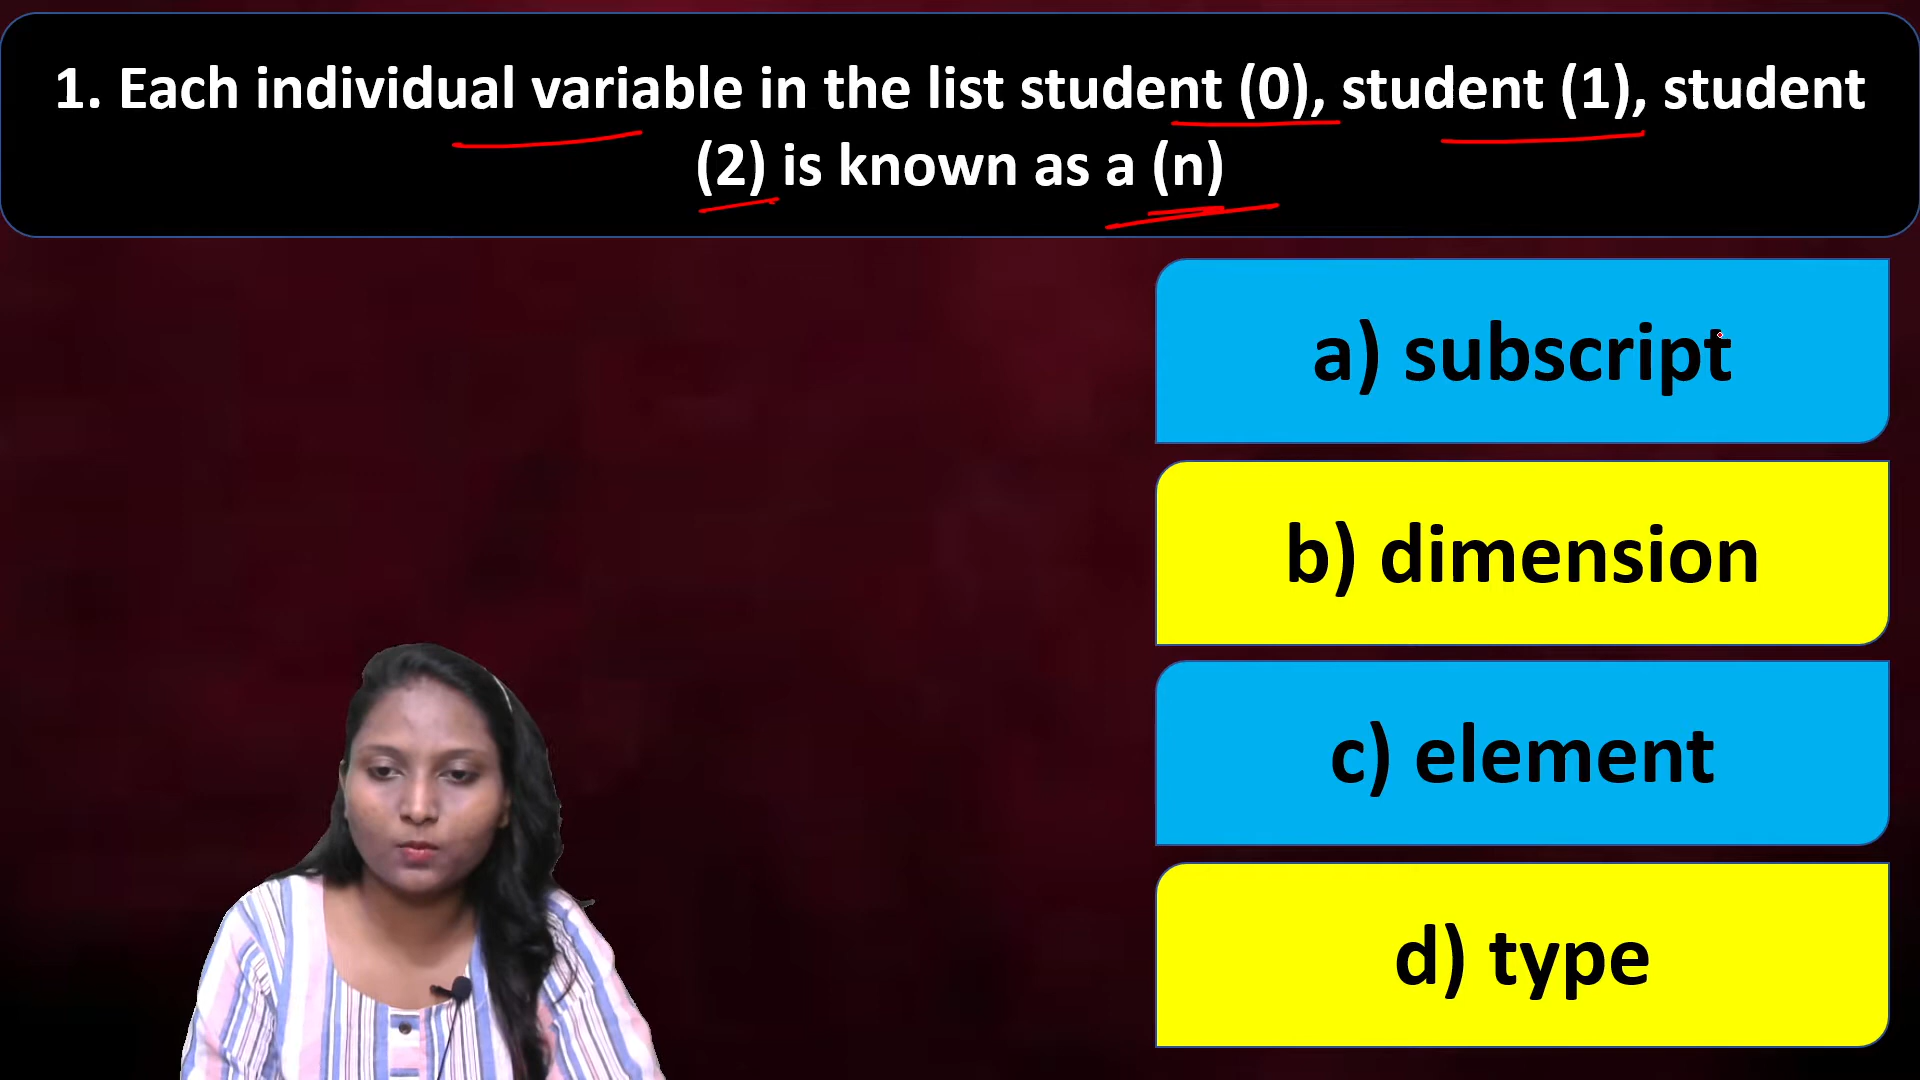 1. Each individual variable in the list student (0), student (1), student
(2) is known as a (n)
a) subscript
b) dimension
c) element
d) type